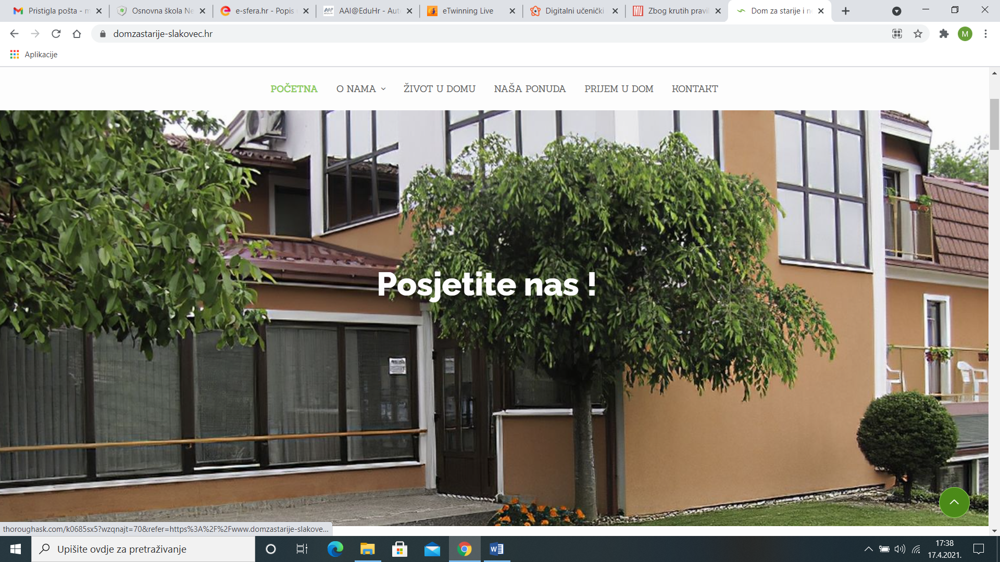 Pristigla pošta - m
Osnovna škola Ne
e-sfera.hr - Popis
AAI@EduHr - Aut
eTwinning Live
Digitalni učenički
Zbog krutih pravil
Dom za starije i n
domzastarije-slakovec.hr
M
Aplikacije
POČETNA
O NAMA
ŽIVOT U DOMU
NAŠA PONUDA
PRIJEM U DOM
KONTAKT
Posjetite nas !
thoroughask.com/k0685sx5?wzqnajt=70&refer=https%3A%2F%2Fwww.domzastarije-slakove...
Upišite ovdje za pretraživanje
17:38
17.4.2021.